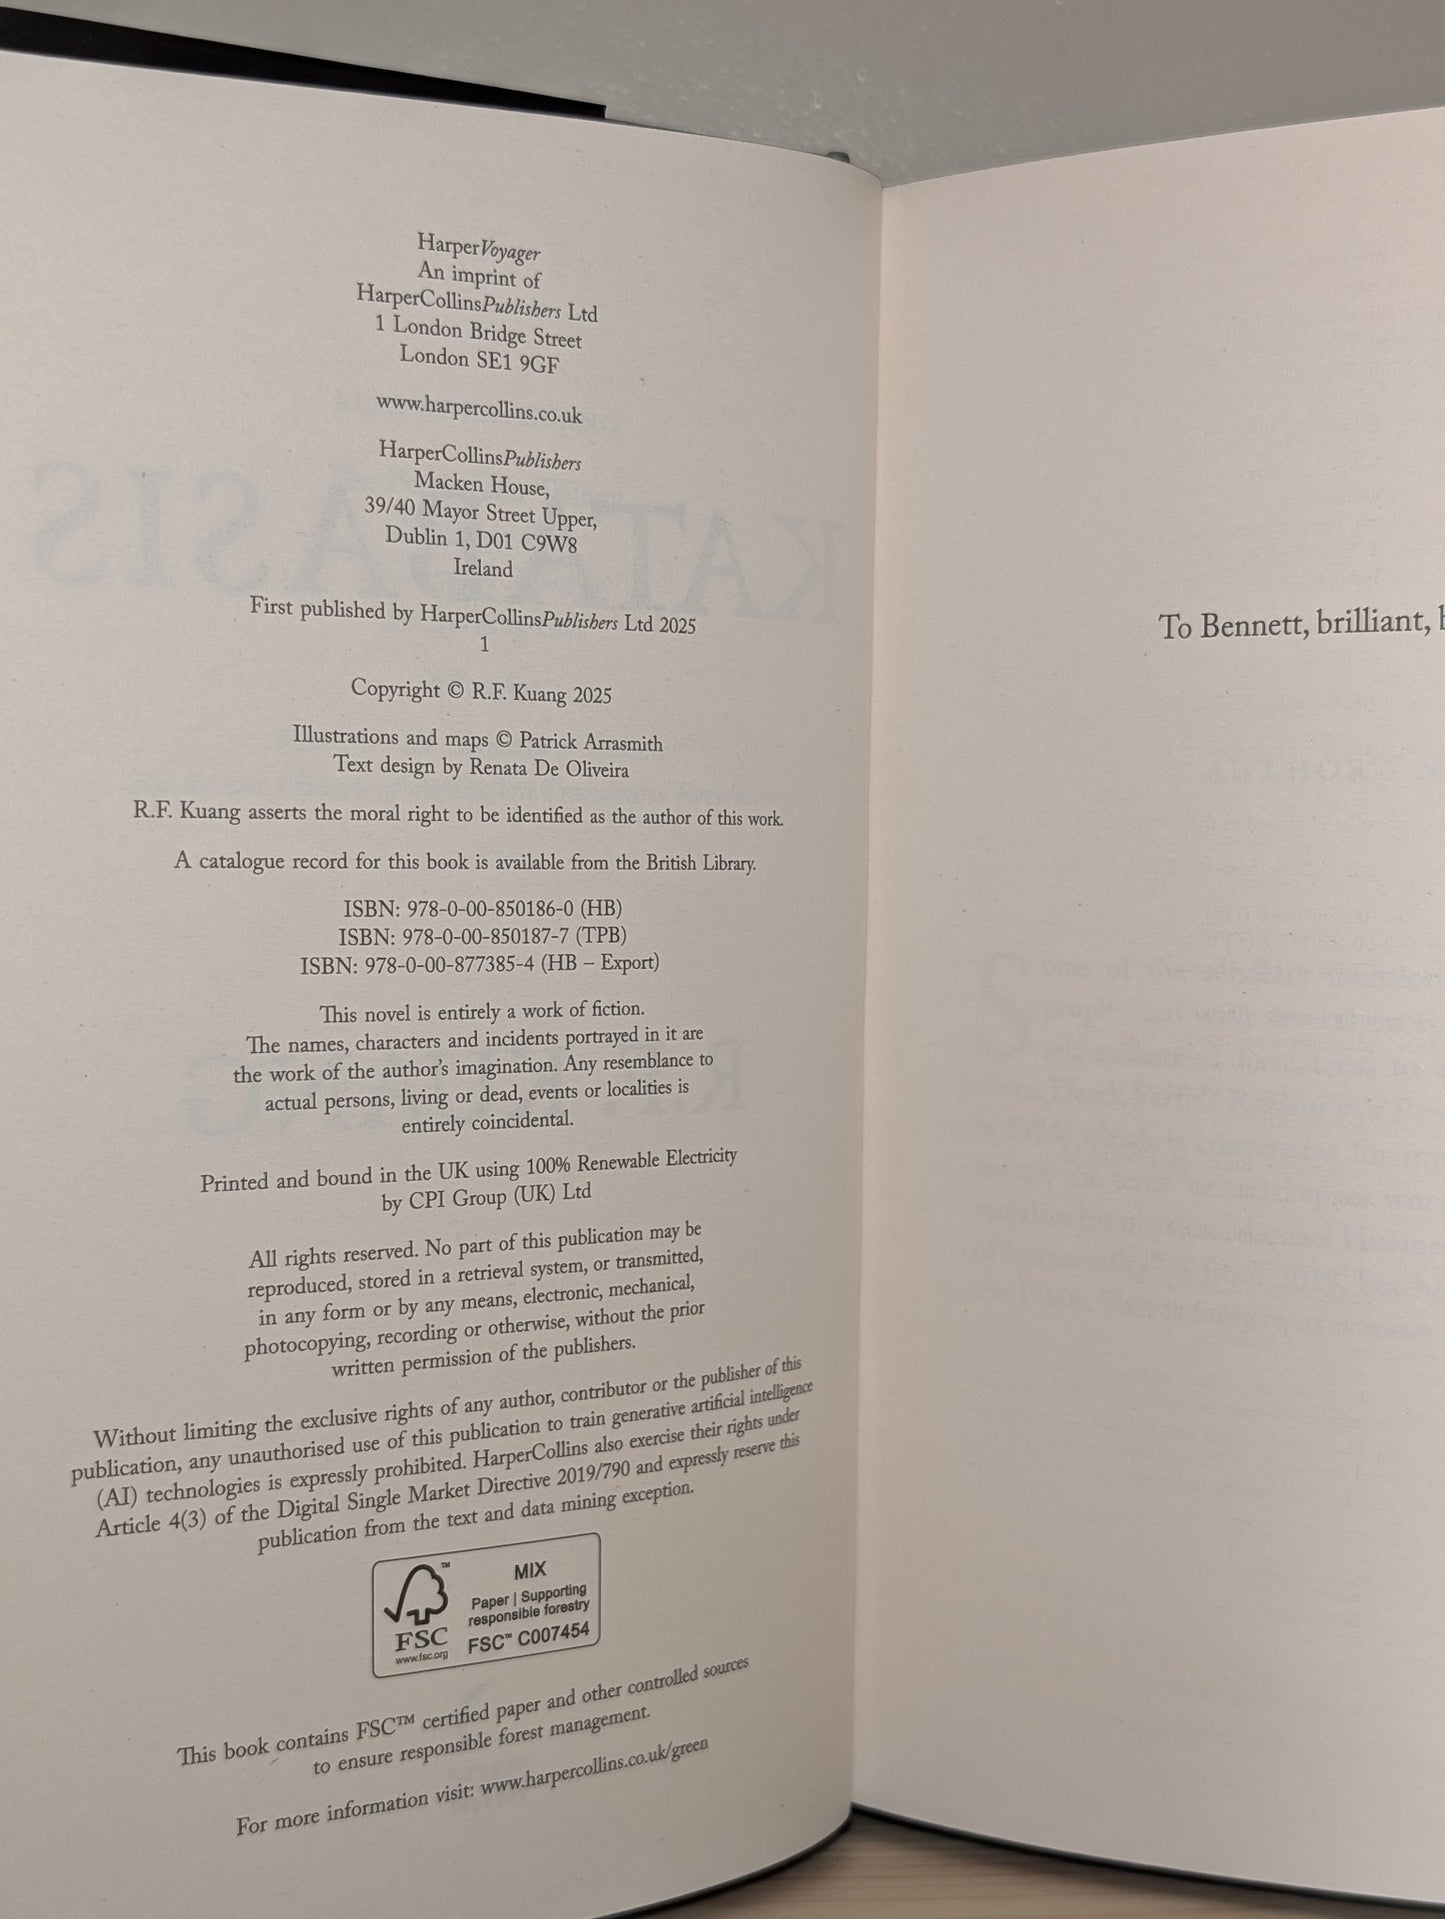 HarperVoyager
An imprint of
HarperCollinsPublishers Ltd
1 London Bridge Street
London SE1 9GF
www.harpercollins.co.uk
HarperCollinsPublishers
Macken House,
39/40 Mayor Street Upper,
Dublin 1, D01 C9W8
Ireland
First published by HarperCollinsPublishers Ltd 2025
1
Copyright © R.F. Kuang 2025
Illustrations and maps © Patrick Arrasmith
Text design by Renata De Oliveira
R.F. Kuang asserts the moral right to be identified as the author of this work.
A catalogue record for this book is available from the British Library.
ISBN: 978-0-00-850186-0 (HB)
ISBN: 978-0-00-850187-7 (TPB)
ISBN: 978-0-00-877385-4 (HB – Export)
This novel is entirely a work of fiction.
The names, characters and incidents portrayed in it are
the work of the author's imagination. Any resemblance to
actual persons, living or dead, events or localities is
entirely coincidental.
Printed and bound in the UK using 100% Renewable Electricity
by CPI Group (UK) Ltd
All rights reserved. No part of this publication may be
reproduced, stored in a retrieval system, or transmitted,
in any form or by any means, electronic, mechanical,
photocopying, recording or otherwise, without the prior
written permission of the publishers.
Without limiting the exclusive rights of any author, contributor or the publisher of this
publication, any unauthorised use of this publication to train generative artificial intelligence
(AI) technologies is expressly prohibited. HarperCollins also exercise their rights under
Article 4(3) of the Digital Single Market Directive 2019/790 and expressly reserve this
publication from the text and data mining exception.
FSC™
www.fsc.org
MIX
Paper | Supporting
responsible forestry
FSC™ C007454
This book contains FSC™ certified paper and other controlled sources
to ensure responsible forest management.
For more information visit: www.harpercollins.co.uk/green
To Bennett, brilliant,